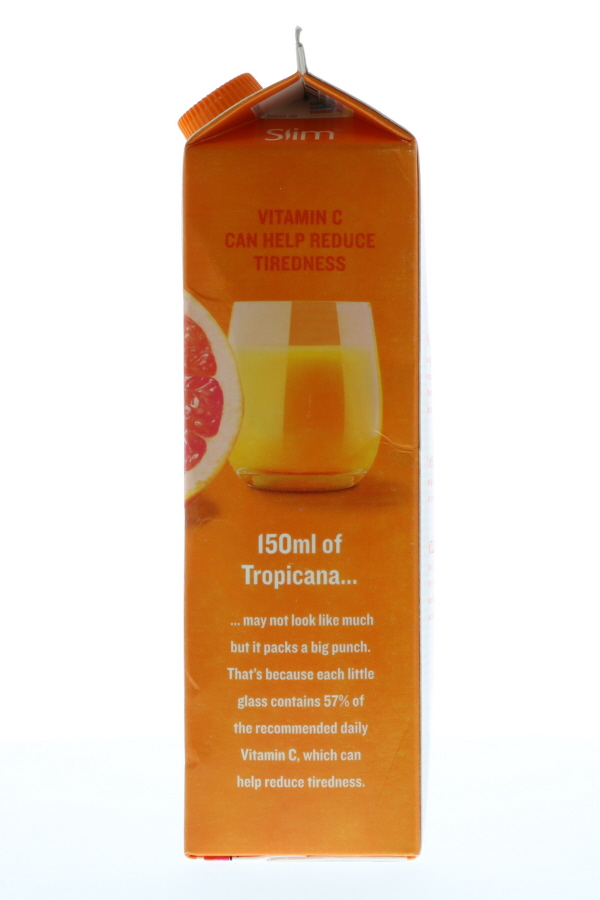 Slim
VITAMIN C
CAN HELP REDUCE
TIREDNESS
150ml of
Tropicana...
... may not look like much
but it packs a big punch.
That's because each little
glass contains 57% of
the recommended daily
Vitamin C, which can
help reduce tiredness.